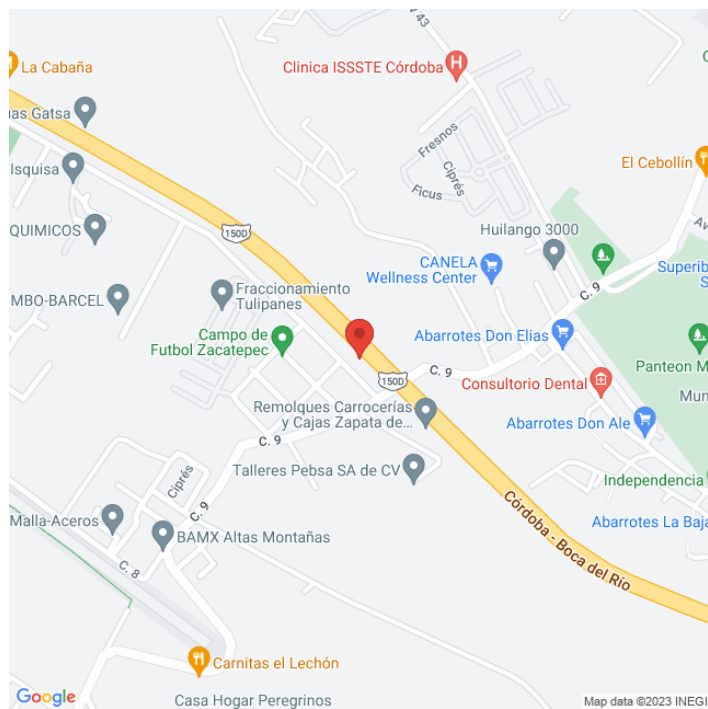 La Cabaña
43
Clinica ISSSTE Córdoba
uas Gatsa
Fresnos
Isquisa
Ciprés
El Cebollín
Ficus
Av
150D
Huilango 3000
QUIMICOS
CANELA
Wellness Center
Superib
S
C. 9
MBO-BARCEL
Fraccionamiento
Tulipanes
Campo de
Futbol Zacatepec
Abarrotes Don Elias
Panteon M
C. 9
150D
Consultorio Dental
Mun
Remolques Carrocerías
y Cajas Zapata de...
Abarrotes Don Ale
C. 9
Ciprés
Talleres Pebsa SA de CV
Independencia
C. 9
Córdoba - Boca del Río
Malla-Aceros
Abarrotes La Baja
BAMX Altas Montañas
C. 8
Carnitas el Lechón
Google
Casa Hogar Peregrinos
Map data ©2023 INEGI